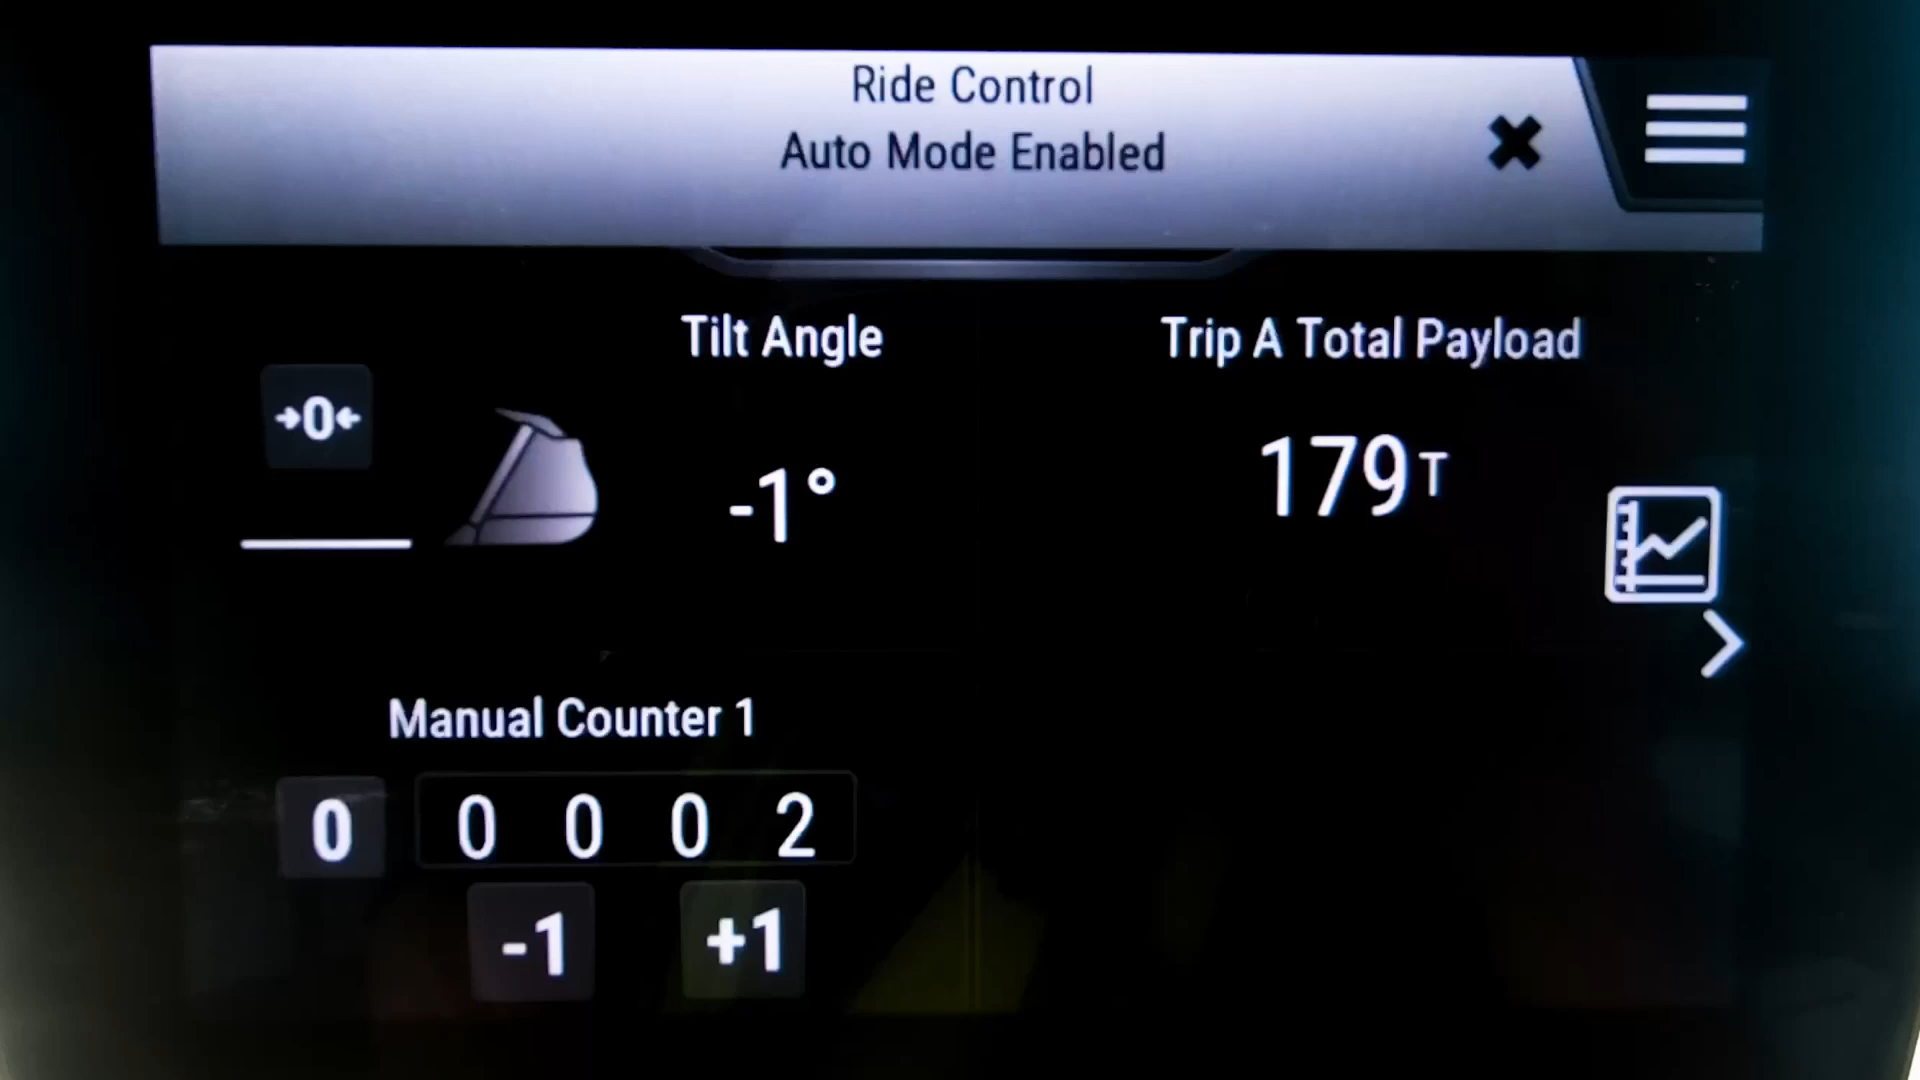 Ride Control
Auto Mode Enabled
Tilt Angle
Trip A Total Payload
→0←
-1°
179 T
Manual Counter 1
0
0 0 0 2
-1
+1